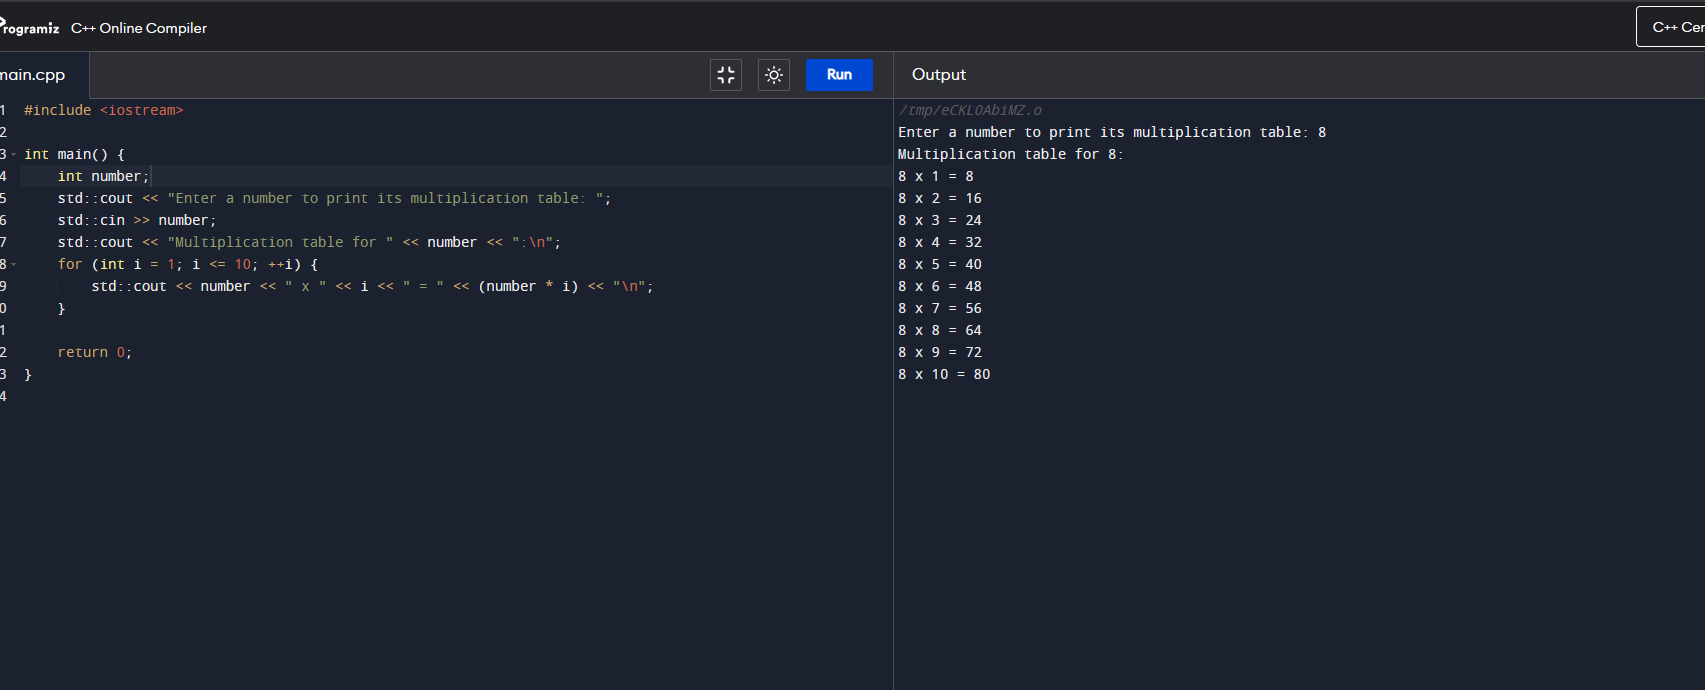 Programiz C++ Online Compiler
C++ Cer
main.cpp
Run
Output
1 #include <iostream>
2
3 int main() {
4     int number;
5     std::cout << "Enter a number to print its multiplication table: ";
6     std::cin >> number;
7     std::cout << "Multiplication table for " << number << ":\n";
8     for (int i = 1; i <= 10; ++i) {
9         std::cout << number << " x " << i << " = " << (number * i) << "\n";
0     }
1
2     return 0;
3 }
4
/tmp/eCKLOAbiMZ.o
Enter a number to print its multiplication table: 8
Multiplication table for 8:
8 x 1 = 8
8 x 2 = 16
8 x 3 = 24
8 x 4 = 32
8 x 5 = 40
8 x 6 = 48
8 x 7 = 56
8 x 8 = 64
8 x 9 = 72
8 x 10 = 80